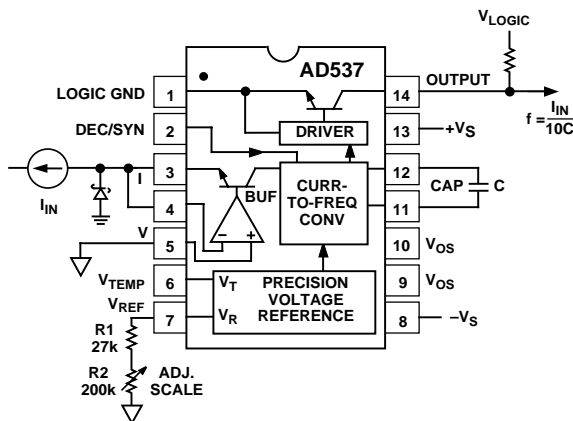 VLOGIC
AD537
LOGIC GND
1
14
OUTPUT
f = IIN
10C
DRIVER
DEC/SYN
2
13
+VS
CURR-
TO-FREQ
CONV
I
3
BUF
12
CAP
C
IIN
4
11
V
5
– +
10
VOS
VTEMP
6
VT
PRECISION
VOLTAGE
REFERENCE
9
VOS
VREF
7
VR
8
–VS
R1
27k
R2
200k
ADJ.
SCALE